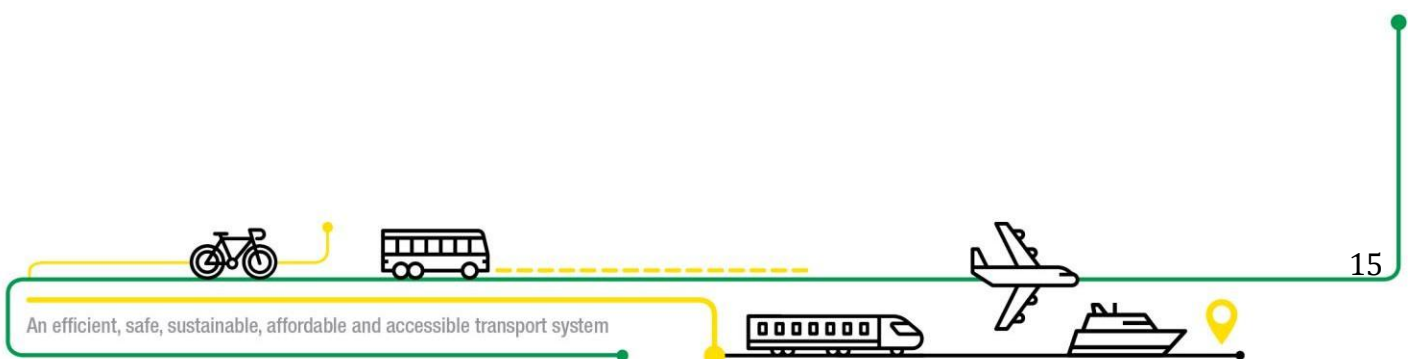 15
An efficient, safe, sustainable, affordable and accessible transport system